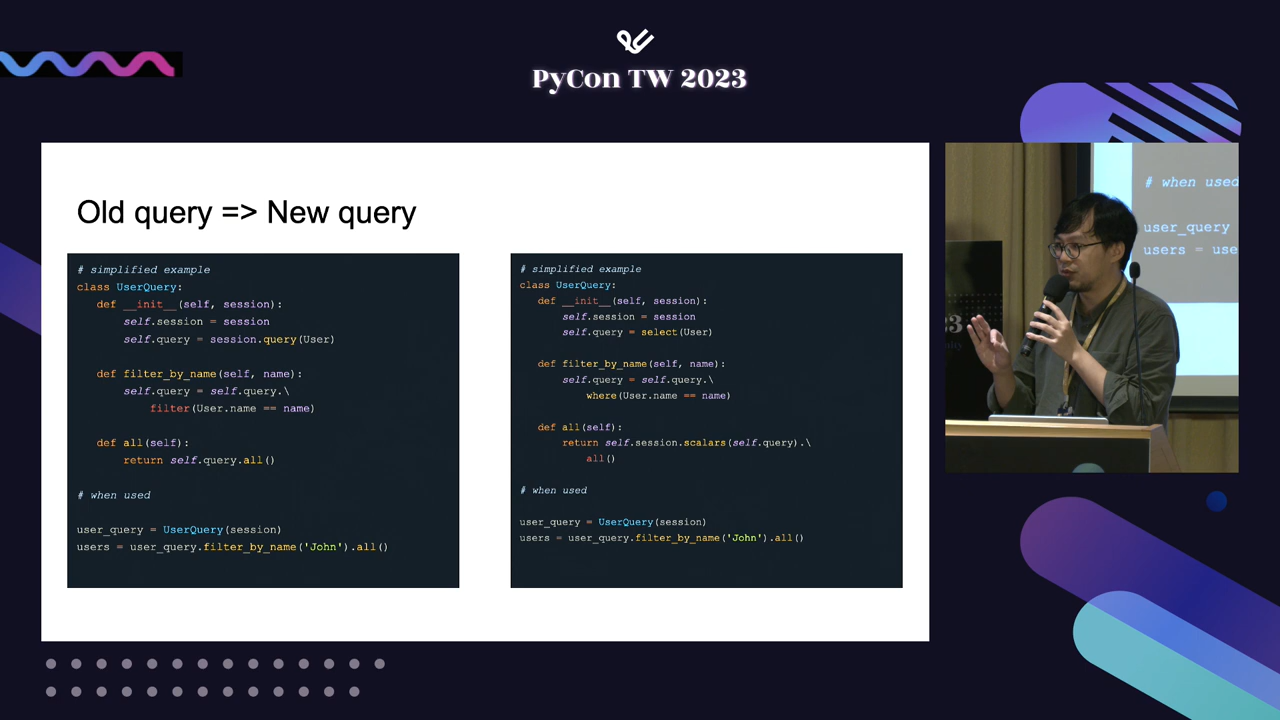 PyCon TW 2023
Old query => New query
# simplified example
class UserQuery:
    def __init__(self, session):
        self.session = session
        self.query = session.query(User)

    def filter_by_name(self, name):
        self.query = self.query.\
            filter(User.name == name)

    def all(self):
        return self.query.all()

# when used

user_query = UserQuery(session)
users = user_query.filter_by_name('John').all()
# simplified example
class UserQuery:
    def __init__(self, session):
        self.session = session
        self.query = select(User)

    def filter_by_name(self, name):
        self.query = self.query.\
            where(User.name == name)

    def all(self):
        return self.session.scalars(self.query).\
            all()

# when used

user_query = UserQuery(session)
users = user_query.filter_by_name('John').all()
# when used
user_query
users = use